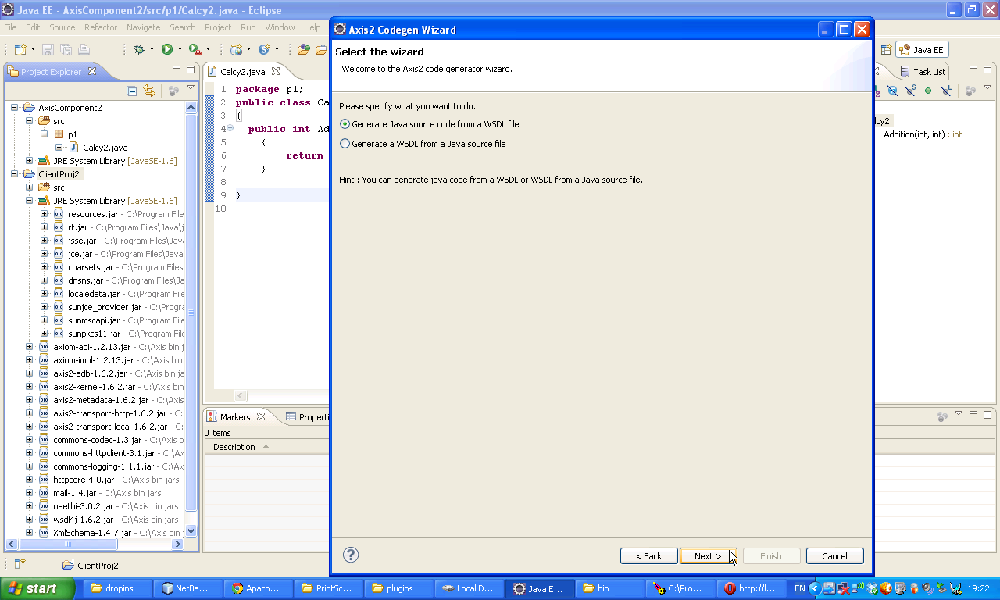 Java EE - AxisComponent2/src/p1/Calcy2.java - Eclipse
File Edit Source Refactor Navigate Search Project Run Window Help
Java EE
Project Explorer
AxisComponent2
src
p1
Calcy2.java
JRE System Library [JavaSE-1.6]
ClientProj2
src
JRE System Library [JavaSE-1.6]
resources.jar - C:\Program File
rt.jar - C:\Program Files\Java\j
jsse.jar - C:\Program Files\Java
jce.jar - C:\Program Files\Java\
charsets.jar - C:\Program Files
dnsns.jar - C:\Program Files\Ja
localedata.jar - C:\Program File
sunjce_provider.jar - C:\Progra
sunmscapi.jar - C:\Program File
sunpkcs11.jar - C:\Program File
axiom-api-1.2.13.jar - C:\Axis bin j
axiom-impl-1.2.13.jar - C:\Axis bin
axis2-adb-1.6.2.jar - C:\Axis bin ja
axis2-kernel-1.6.2.jar - C:\Axis bin
axis2-metadata-1.6.2.jar - C:\Axis
axis2-transport-http-1.6.2.jar - C:
axis2-transport-local-1.6.2.jar - C:
commons-codec-1.3.jar - C:\Axis bin
commons-httpclient-3.1.jar - C:\Ax
commons-logging-1.1.1.jar - C:\Axis
httpcore-4.0.jar - C:\Axis bin jars
mail-1.4.jar - C:\Axis bin jars
neethi-3.0.2.jar - C:\Axis bin jars
wsdl4j-1.6.2.jar - C:\Axis bin jars
XmlSchema-1.4.7.jar - C:\Axis bin ja
ClientProj2
Calcy2.java
1 package p1;
2 public class Ca
3 {
4 public int Ad
5 {
6 return
7 }
8
9 }
10
Markers
Properti
0 items
Description
Axis2 Codegen Wizard
Select the wizard
Welcome to the Axis2 code generator wizard.
Please specify what you want to do.
Generate Java source code from a WSDL file
Generate a WSDL from a Java source file
Hint : You can generate java code from a WSDL or WSDL from a Java source file.
?
< Back
Next >
Finish
Cancel
Task List
lcy2
Addition(int, int) : int
start
dropins
NetBe...
Apach...
PrintSc...
plugins
Local D...
Java E...
bin
C:\Pro...
http://l...
EN
19:22